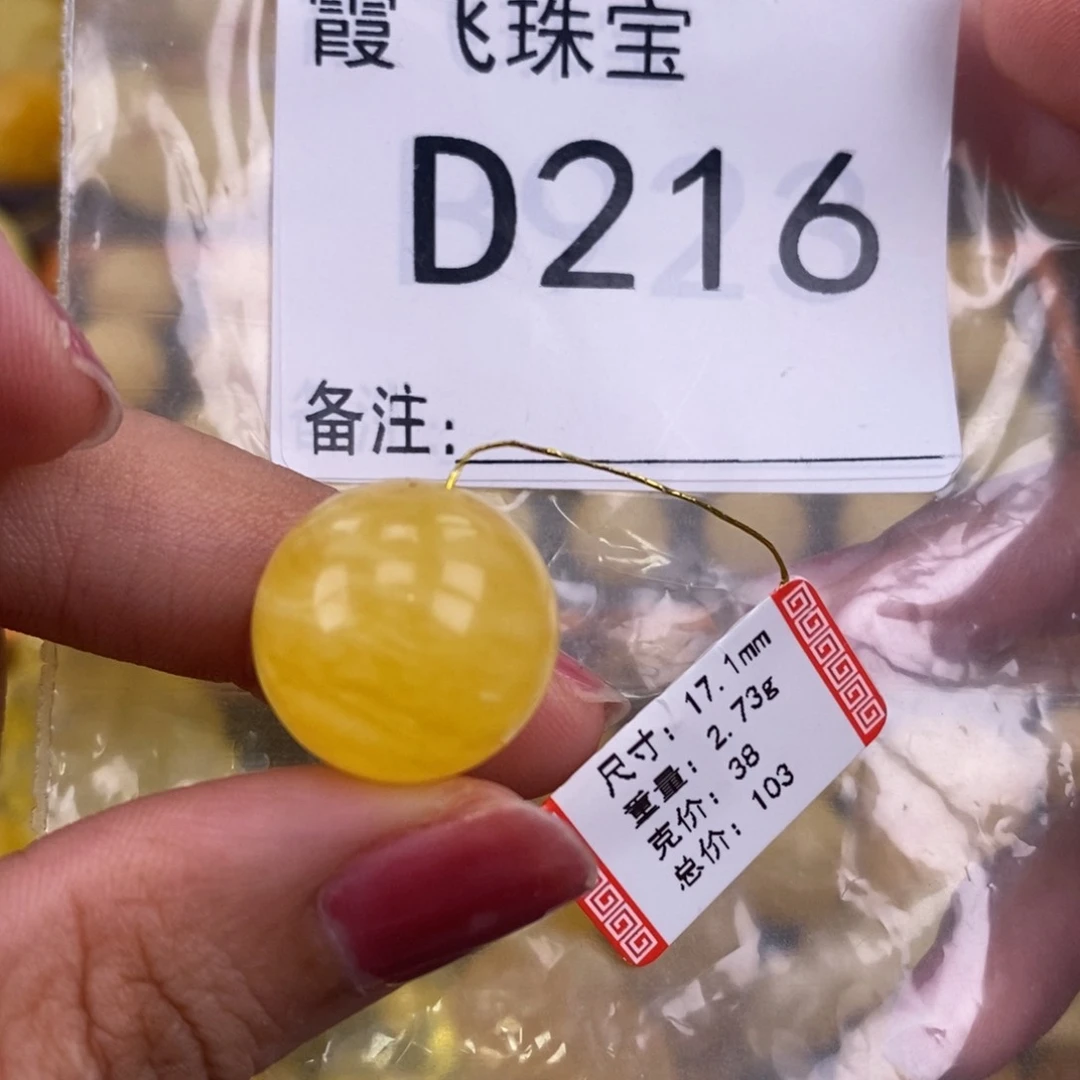 霞飞珠宝
D216
备注:
尺寸: 17.1mm
重量: 2.73g
克价: 38
总价: 103